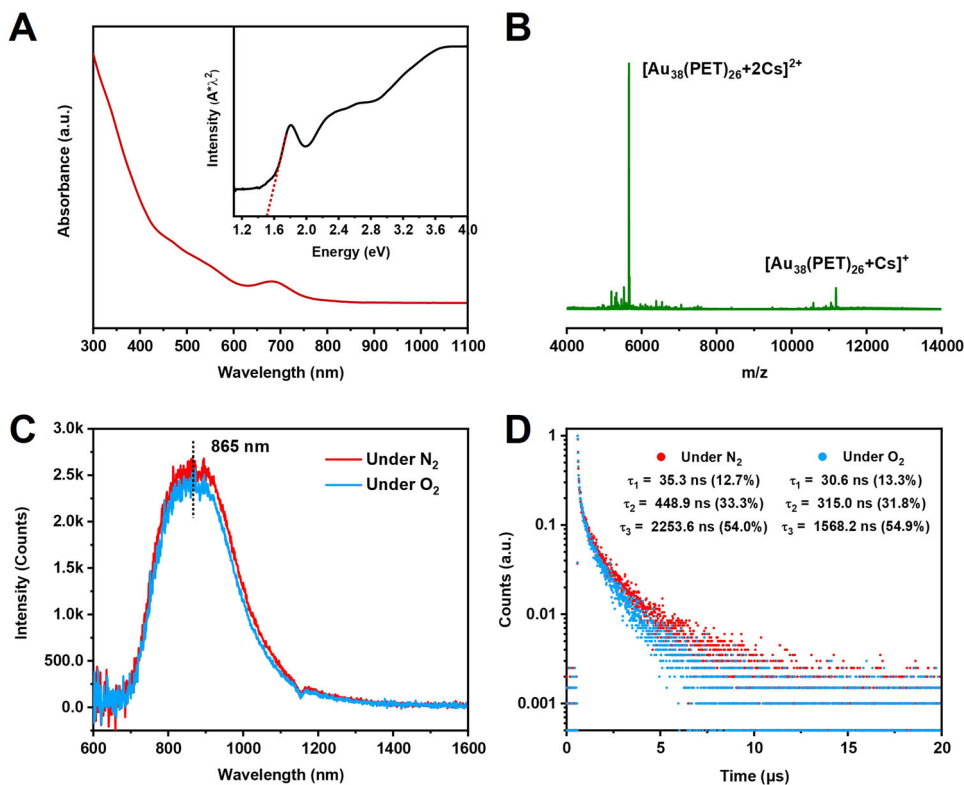 A
Absorbance (a.u.)
300 400 500 600 700 800 900 1000 1100
Wavelength (nm)
Intensity (A*λ²)
1.2 1.6 2.0 2.4 2.8 3.2 3.6 4.0
Energy (eV)
B
[Au₃₈(PET)₂₆+2Cs]²⁺
[Au₃₈(PET)₂₆+Cs]⁺
4000 6000 8000 10000 12000 14000
m/z
C
Intensity (Counts)
3.0k
2.5k
2.0k
1.5k
1.0k
500.0
0.0
865 nm
Under N₂
Under O₂
600 800 1000 1200 1400 1600
Wavelength (nm)
D
Counts (a.u.)
1
0.1
0.01
0.001
Under N₂
τ₁ = 35.3 ns (12.7%)
τ₂ = 448.9 ns (33.3%)
τ₃ = 2253.6 ns (54.0%)
Under O₂
τ₁ = 30.6 ns (13.3%)
τ₂ = 315.0 ns (31.8%)
τ₃ = 1568.2 ns (54.9%)
0 5 10 15 20
Time (µs)